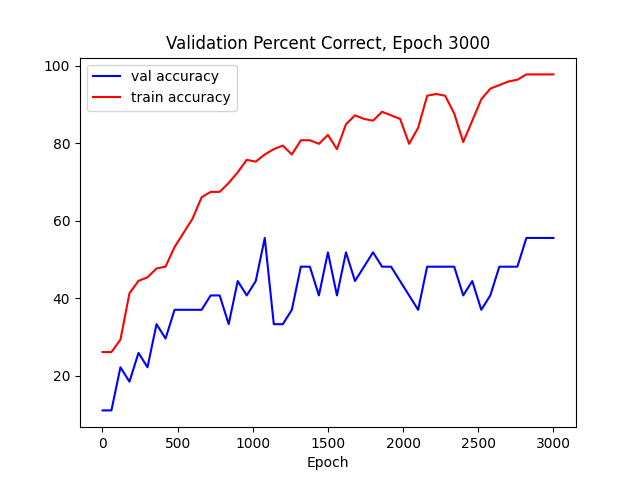 Validation Percent Correct, Epoch 3000
100
80
60
40
20
val accuracy
train accuracy
0 500 1000 1500 2000 2500 3000
Epoch